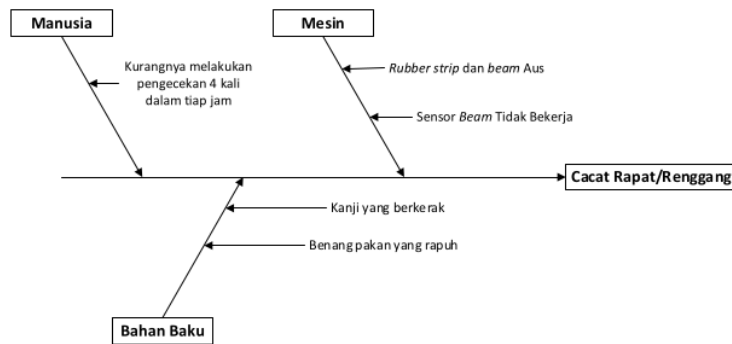 Manusia
Mesin
Kurangnya melakukan
pengecekan 4 kali
dalam tiap jam
Rubber strip dan beam Aus
Sensor Beam Tidak Bekerja
Cacat Rapat/Renggang
Kanji yang berkerak
Benang pakan yang rapuh
Bahan Baku